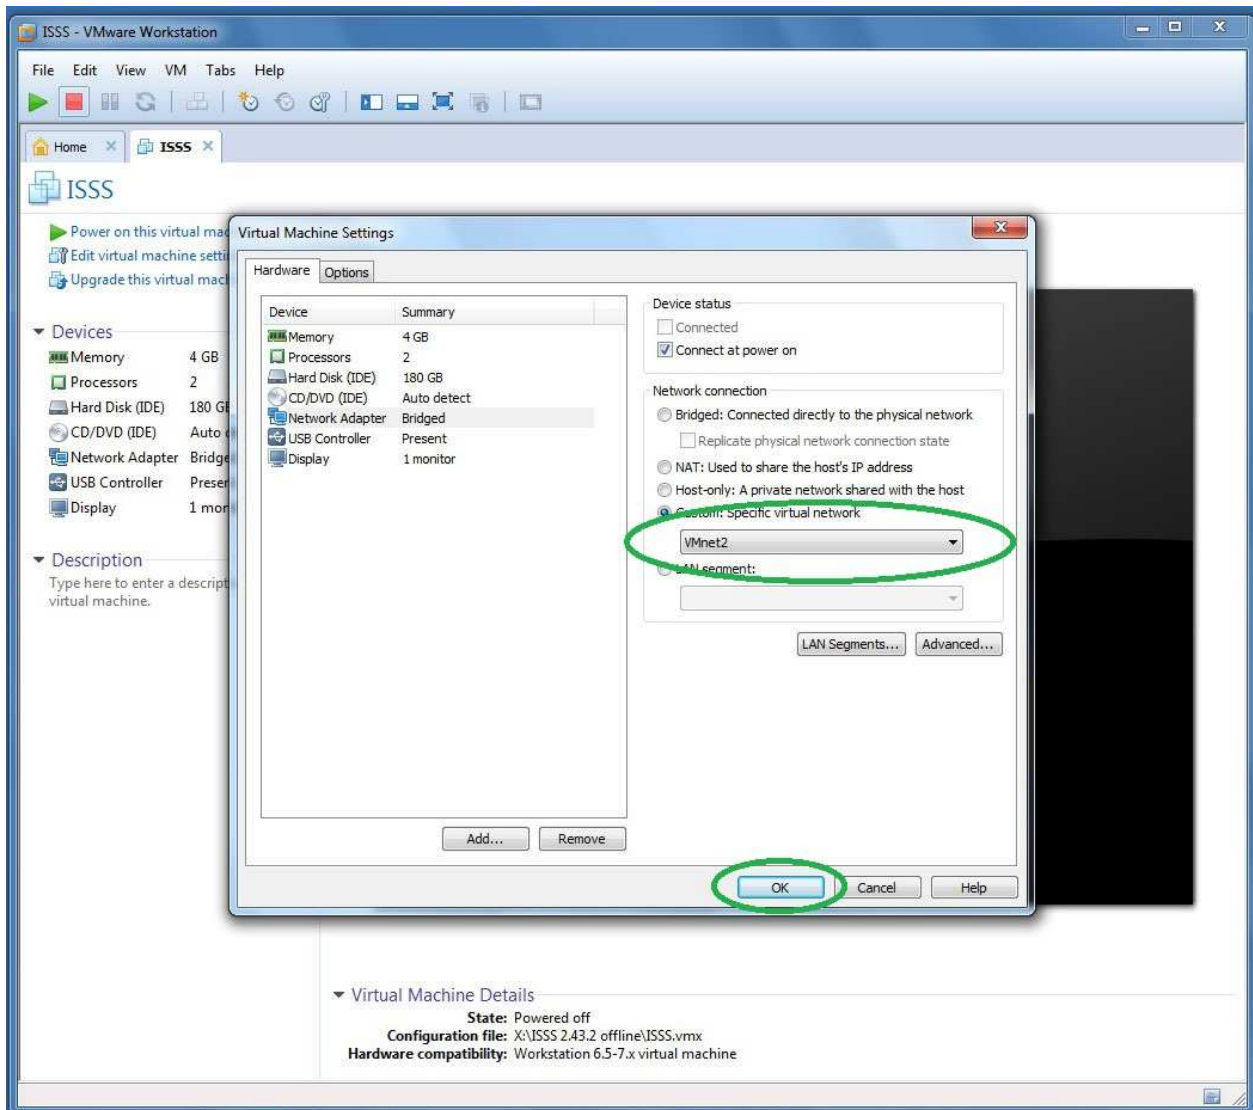 ISSS - VMware Workstation
File Edit View VM Tabs Help
Home ISSS
ISSS
Power on this virtual mac
Edit virtual machine setti
Upgrade this virtual mac
Devices
Memory 4 GB
Processors 2
Hard Disk (IDE) 180 GB
CD/DVD (IDE) Auto
Network Adapter Bridge
USB Controller Presen
Display 1 mon
Description
Type here to enter a descript
virtual machine.
Virtual Machine Settings
Hardware Options
Device Summary
Memory 4 GB
Processors 2
Hard Disk (IDE) 180 GB
CD/DVD (IDE) Auto detect
Network Adapter Bridged
USB Controller Present
Display 1 monitor
Add... Remove
Device status
Connected
Connect at power on
Network connection
Bridged: Connected directly to the physical network
Replicate physical network connection state
NAT: Used to share the host's IP address
Host-only: A private network shared with the host
Custom: Specific virtual network
VMnet2
LAN segment:
LAN Segments... Advanced...
OK Cancel Help
Virtual Machine Details
State: Powered off
Configuration file: X:\ISSS 2.43.2 offline\ISSS.vmx
Hardware compatibility: Workstation 6.5-7.x virtual machine